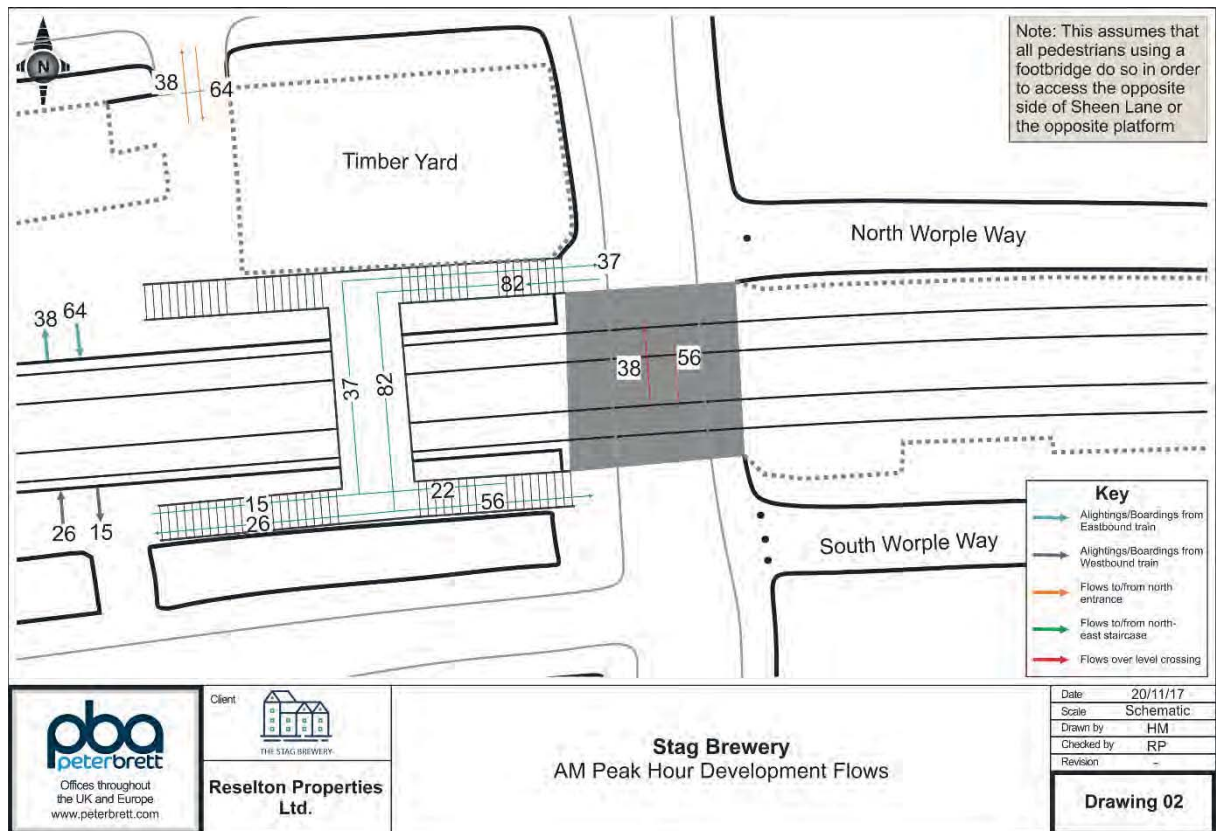 Note: This assumes that
all pedestrians using a
footbridge do so in order
to access the opposite
side of Sheen Lane or
the opposite platform
N
38
64
Timber Yard
North Worple Way
37
82
38
64
38
56
37
82
15
26
22
56
26
15
South Worple Way
Key
Alightings/Boardings from
Eastbound train
Alightings/Boardings from
Westbound train
Flows to/from north
entrance
Flows to/from north-
east staircase
Flows over level crossing
pba
peterbrett
Offices throughout
the UK and Europe
www.peterbrett.com
Client
THE STAG BREWERY
Reselton Properties
Ltd.
Stag Brewery
AM Peak Hour Development Flows
Date 20/11/17
Scale Schematic
Drawn by HM
Checked by RP
Revision -
Drawing 02